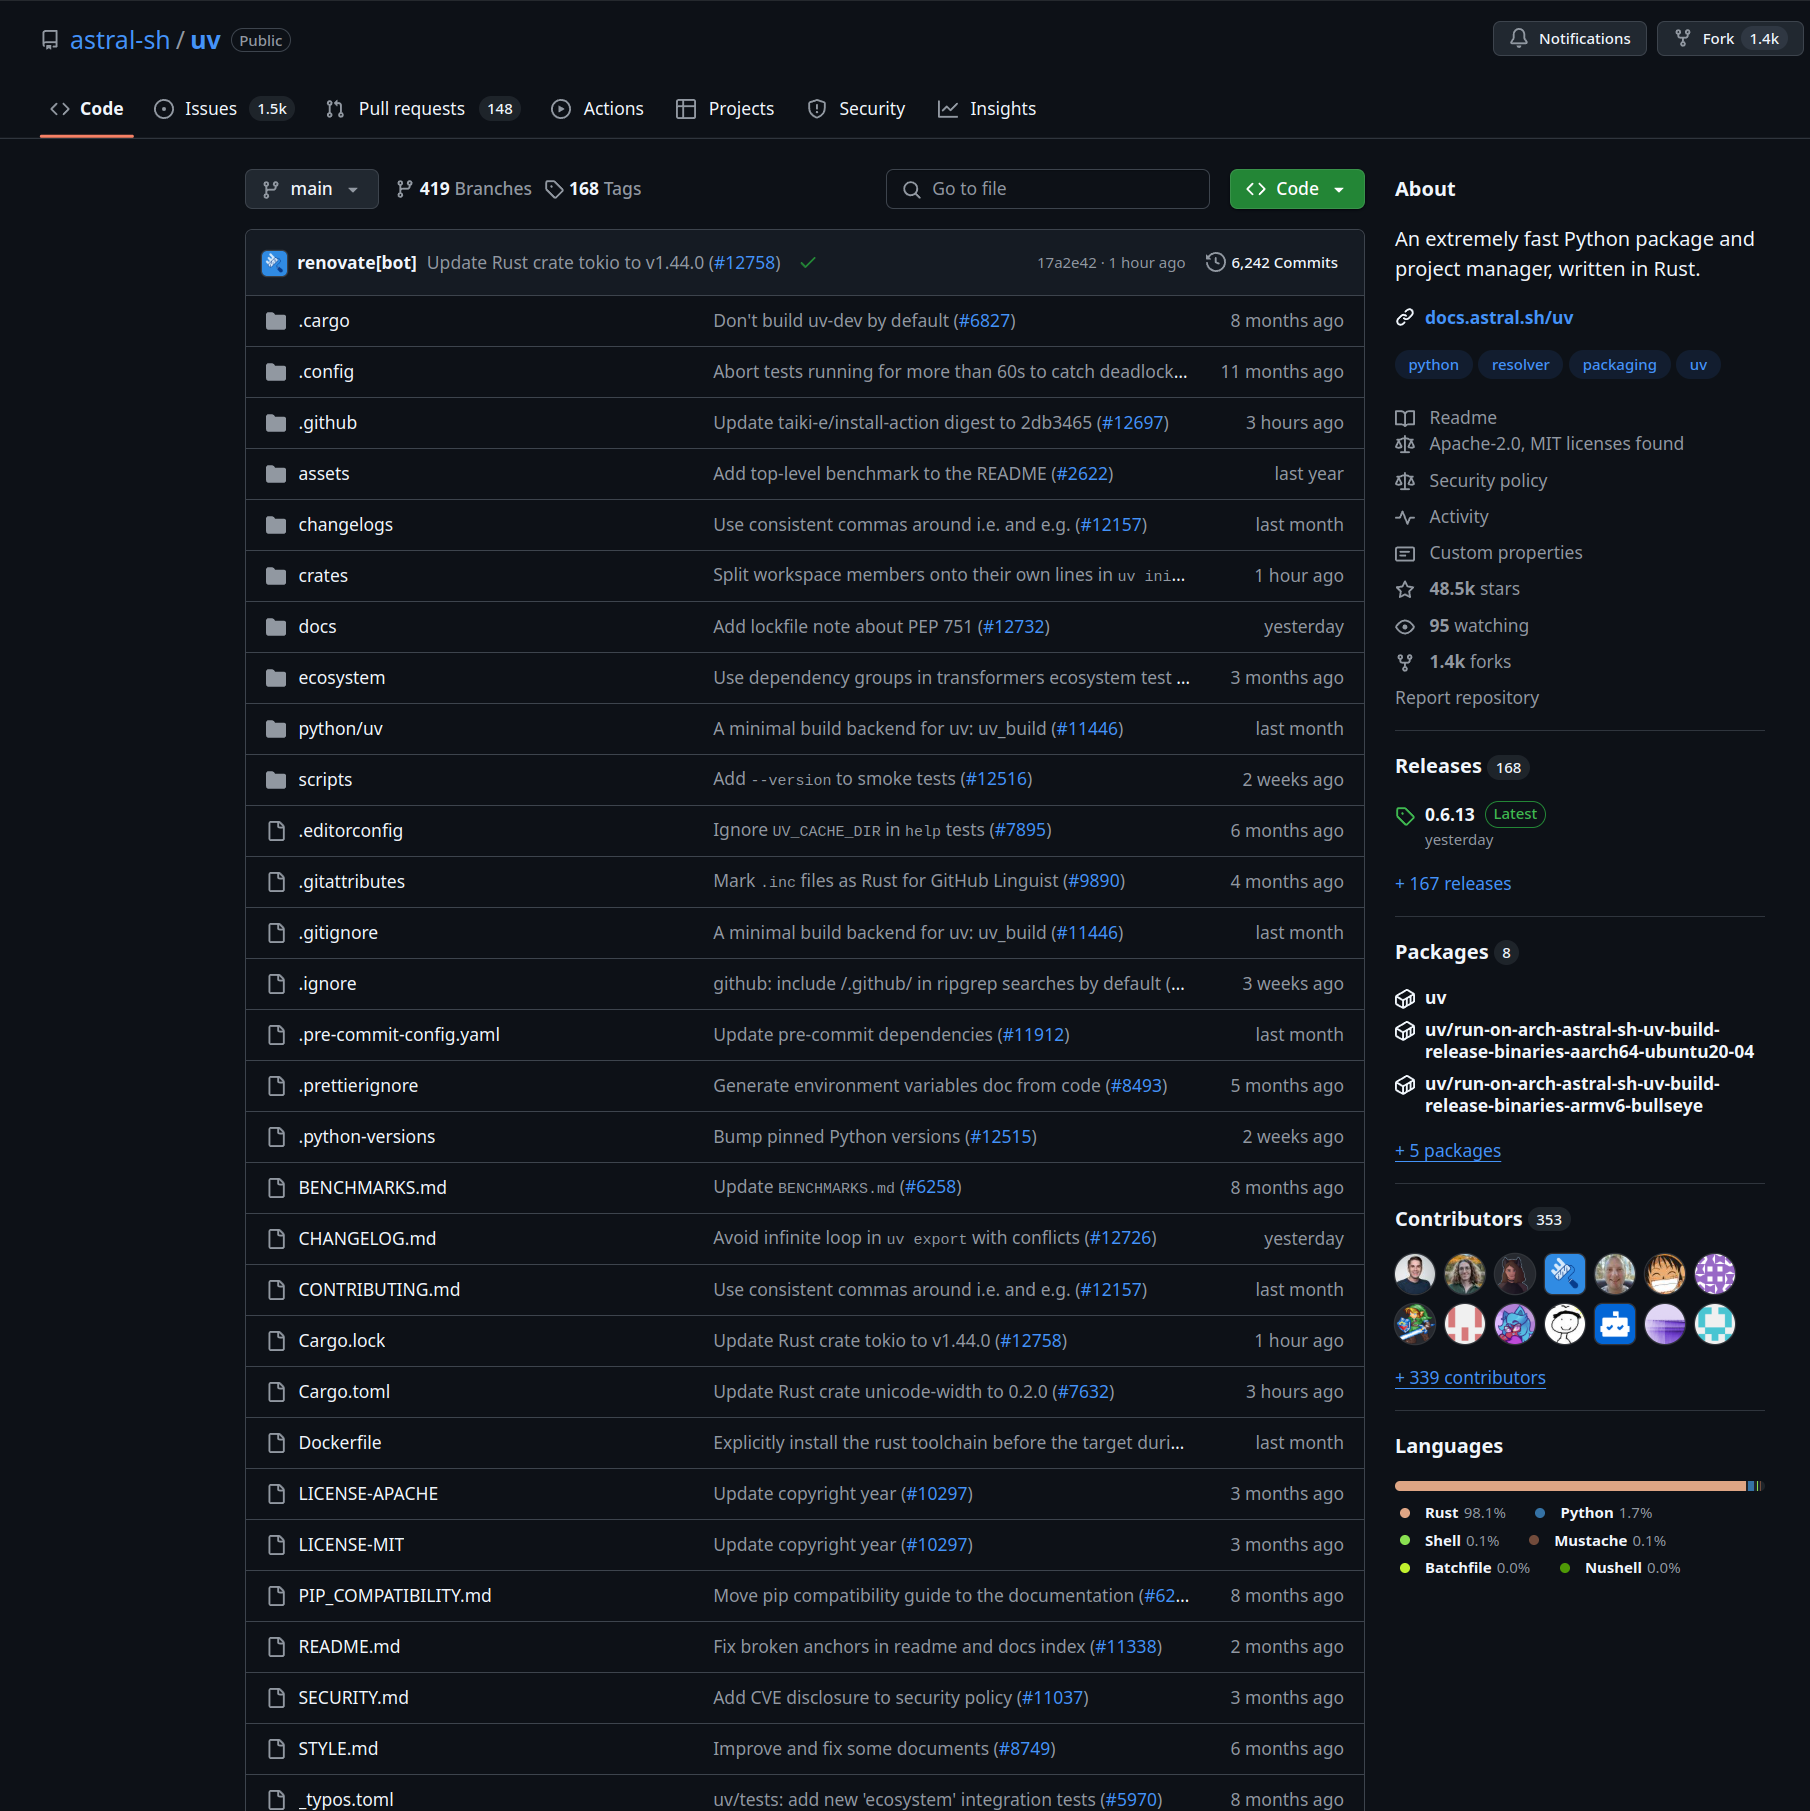 astral-sh / uv Public
Notifications
Fork 1.4k
Code
Issues 1.5k
Pull requests 148
Actions
Projects
Security
Insights
main
419 Branches
168 Tags
Go to file
Code
renovate[bot] Update Rust crate tokio to v1.44.0 (#12758)
17a2e42 · 1 hour ago
6,242 Commits
.cargo Don't build uv-dev by default (#6827) 8 months ago
.config Abort tests running for more than 60s to catch deadlock... 11 months ago
.github Update taiki-e/install-action digest to 2db3465 (#12697) 3 hours ago
assets Add top-level benchmark to the README (#2622) last year
changelogs Use consistent commas around i.e. and e.g. (#12157) last month
crates Split workspace members onto their own lines in uv ini... 1 hour ago
docs Add lockfile note about PEP 751 (#12732) yesterday
ecosystem Use dependency groups in transformers ecosystem test ... 3 months ago
python/uv A minimal build backend for uv: uv_build (#11446) last month
scripts Add --version to smoke tests (#12516) 2 weeks ago
.editorconfig Ignore UV_CACHE_DIR in help tests (#7895) 6 months ago
.gitattributes Mark .inc files as Rust for GitHub Linguist (#9890) 4 months ago
.gitignore A minimal build backend for uv: uv_build (#11446) last month
.ignore github: include /.github/ in ripgrep searches by default (... 3 weeks ago
.pre-commit-config.yaml Update pre-commit dependencies (#11912) last month
.prettierignore Generate environment variables doc from code (#8493) 5 months ago
.python-versions Bump pinned Python versions (#12515) 2 weeks ago
BENCHMARKS.md Update BENCHMARKS.md (#6258) 8 months ago
CHANGELOG.md Avoid infinite loop in uv export with conflicts (#12726) yesterday
CONTRIBUTING.md Use consistent commas around i.e. and e.g. (#12157) last month
Cargo.lock Update Rust crate tokio to v1.44.0 (#12758) 1 hour ago
Cargo.toml Update Rust crate unicode-width to 0.2.0 (#7632) 3 hours ago
Dockerfile Explicitly install the rust toolchain before the target duri... last month
LICENSE-APACHE Update copyright year (#10297) 3 months ago
LICENSE-MIT Update copyright year (#10297) 3 months ago
PIP_COMPATIBILITY.md Move pip compatibility guide to the documentation (#62... 8 months ago
README.md Fix broken anchors in readme and docs index (#11338) 2 months ago
SECURITY.md Add CVE disclosure to security policy (#11037) 3 months ago
STYLE.md Improve and fix some documents (#8749) 6 months ago
_typos.toml uv/tests: add new 'ecosystem' integration tests (#5970) 8 months ago
About
An extremely fast Python package and
project manager, written in Rust.
docs.astral.sh/uv
python resolver packaging uv
Readme
Apache-2.0, MIT licenses found
Security policy
Activity
Custom properties
48.5k stars
95 watching
1.4k forks
Report repository
Releases 168
0.6.13 Latest
yesterday
+ 167 releases
Packages 8
uv
uv/run-on-arch-astral-sh-uv-build-
release-binaries-aarch64-ubuntu20-04
uv/run-on-arch-astral-sh-uv-build-
release-binaries-armv6-bullseye
+ 5 packages
Contributors 353
+ 339 contributors
Languages
Rust 98.1% Python 1.7%
Shell 0.1% Mustache 0.1%
Batchfile 0.0% Nushell 0.0%